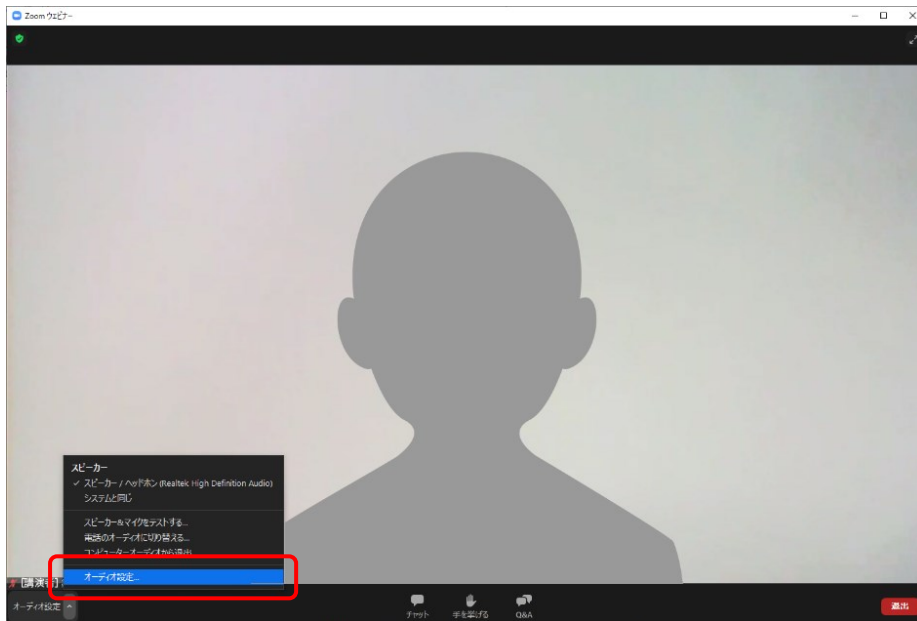 Zoom ウェビナー
スピーカー
✓ スピーカー / ヘッドホン (Realtek High Definition Audio)
システムと同じ
スピーカー&マイクをテストする...
電話のオーディオに切り替える...
コンピューターオーディオから退出
オーディオ設定...
[講演者]
オーディオ設定 ^
チャット
手を挙げる
Q&A
退出